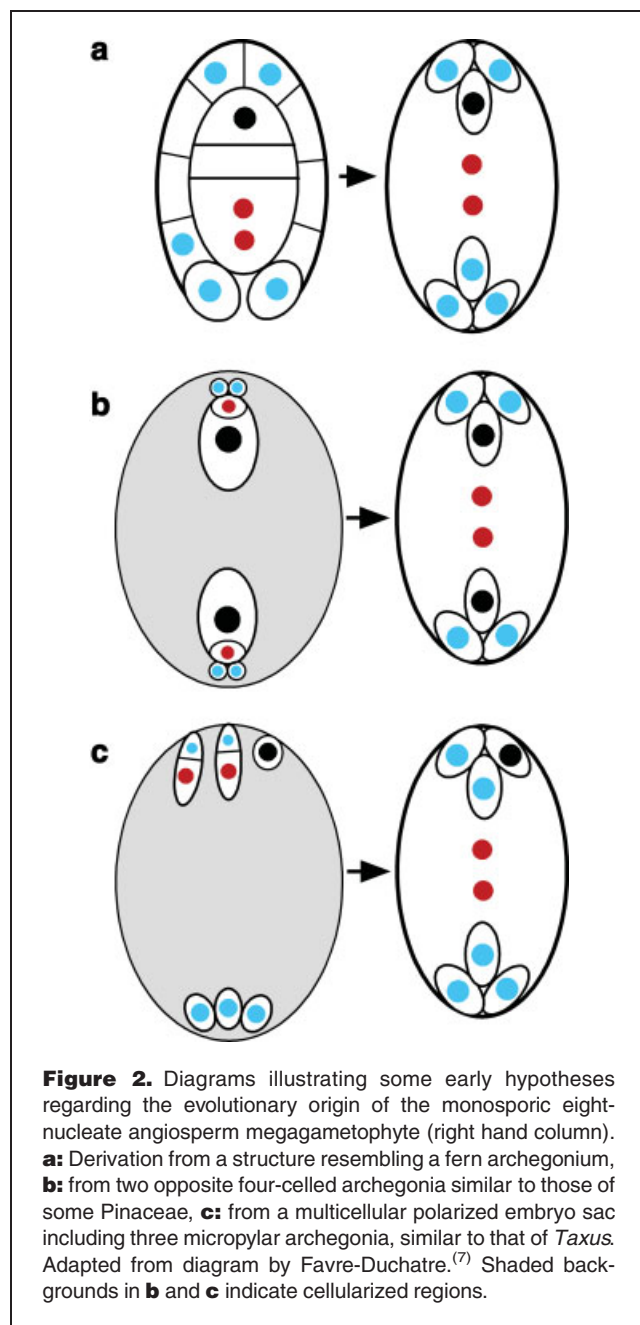 a
b
c
Figure 2. Diagrams illustrating some early hypotheses
regarding the evolutionary origin of the monosporic eight-
nucleate angiosperm megagametophyte (right hand column).
a: Derivation from a structure resembling a fern archegonium,
b: from two opposite four-celled archegonia similar to those of
some Pinaceae, c: from a multicellular polarized embryo sac
including three micropylar archegonia, similar to that of Taxus.
Adapted from diagram by Favre-Duchatre.(7) Shaded back-
grounds in b and c indicate cellularized regions.